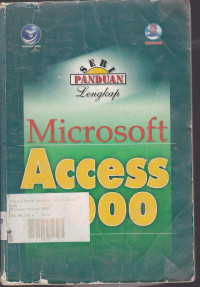 SERI
PANDUAN
Lengkap
Microsoft
Access
000